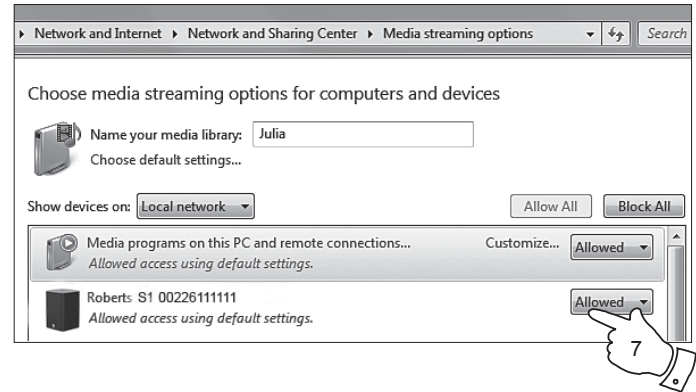 Network and Internet Network and Sharing Center Media streaming options Search
Choose media streaming options for computers and devices
Name your media library: Julia
Choose default settings...
Show devices on: Local network Allow All Block All
Media programs on this PC and remote connections... Customize... Allowed
Allowed access using default settings.
Roberts S1 00226111111 Allowed
Allowed access using default settings.
7